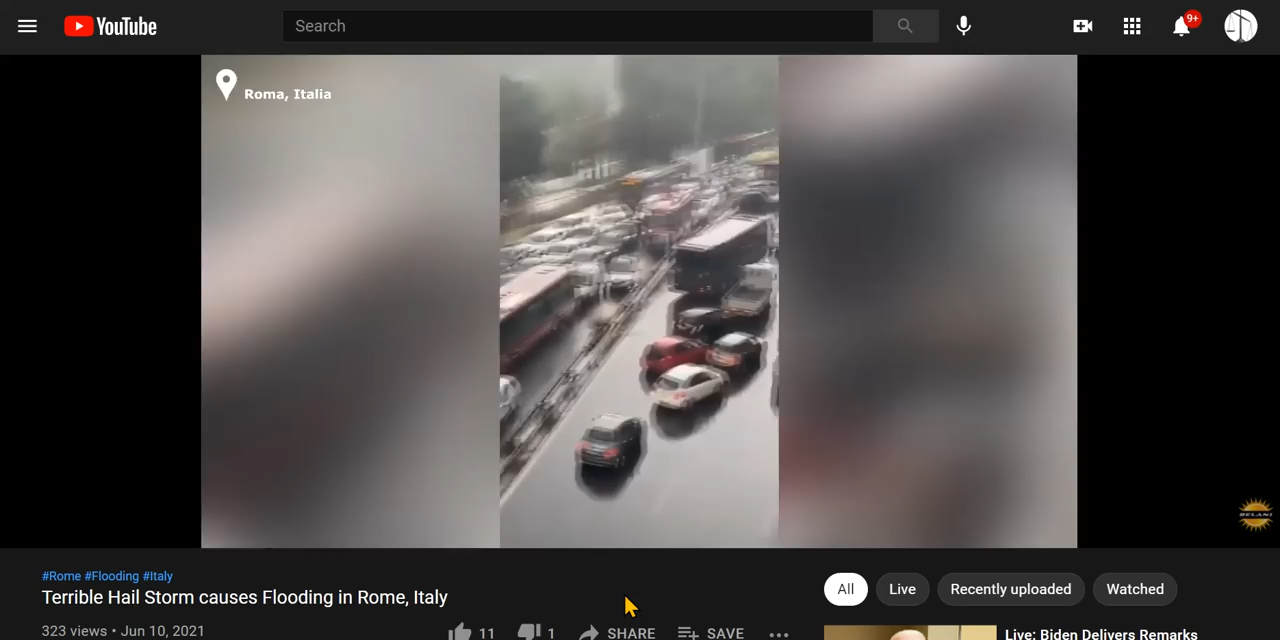 YouTube
Search
9+
Roma, Italia
BELANI
#Rome #Flooding #Italy
Terrible Hail Storm causes Flooding in Rome, Italy
323 views • Jun 10, 2021
11
1
SHARE
SAVE
All
Live
Recently uploaded
Watched
Live: Biden Delivers Remarks